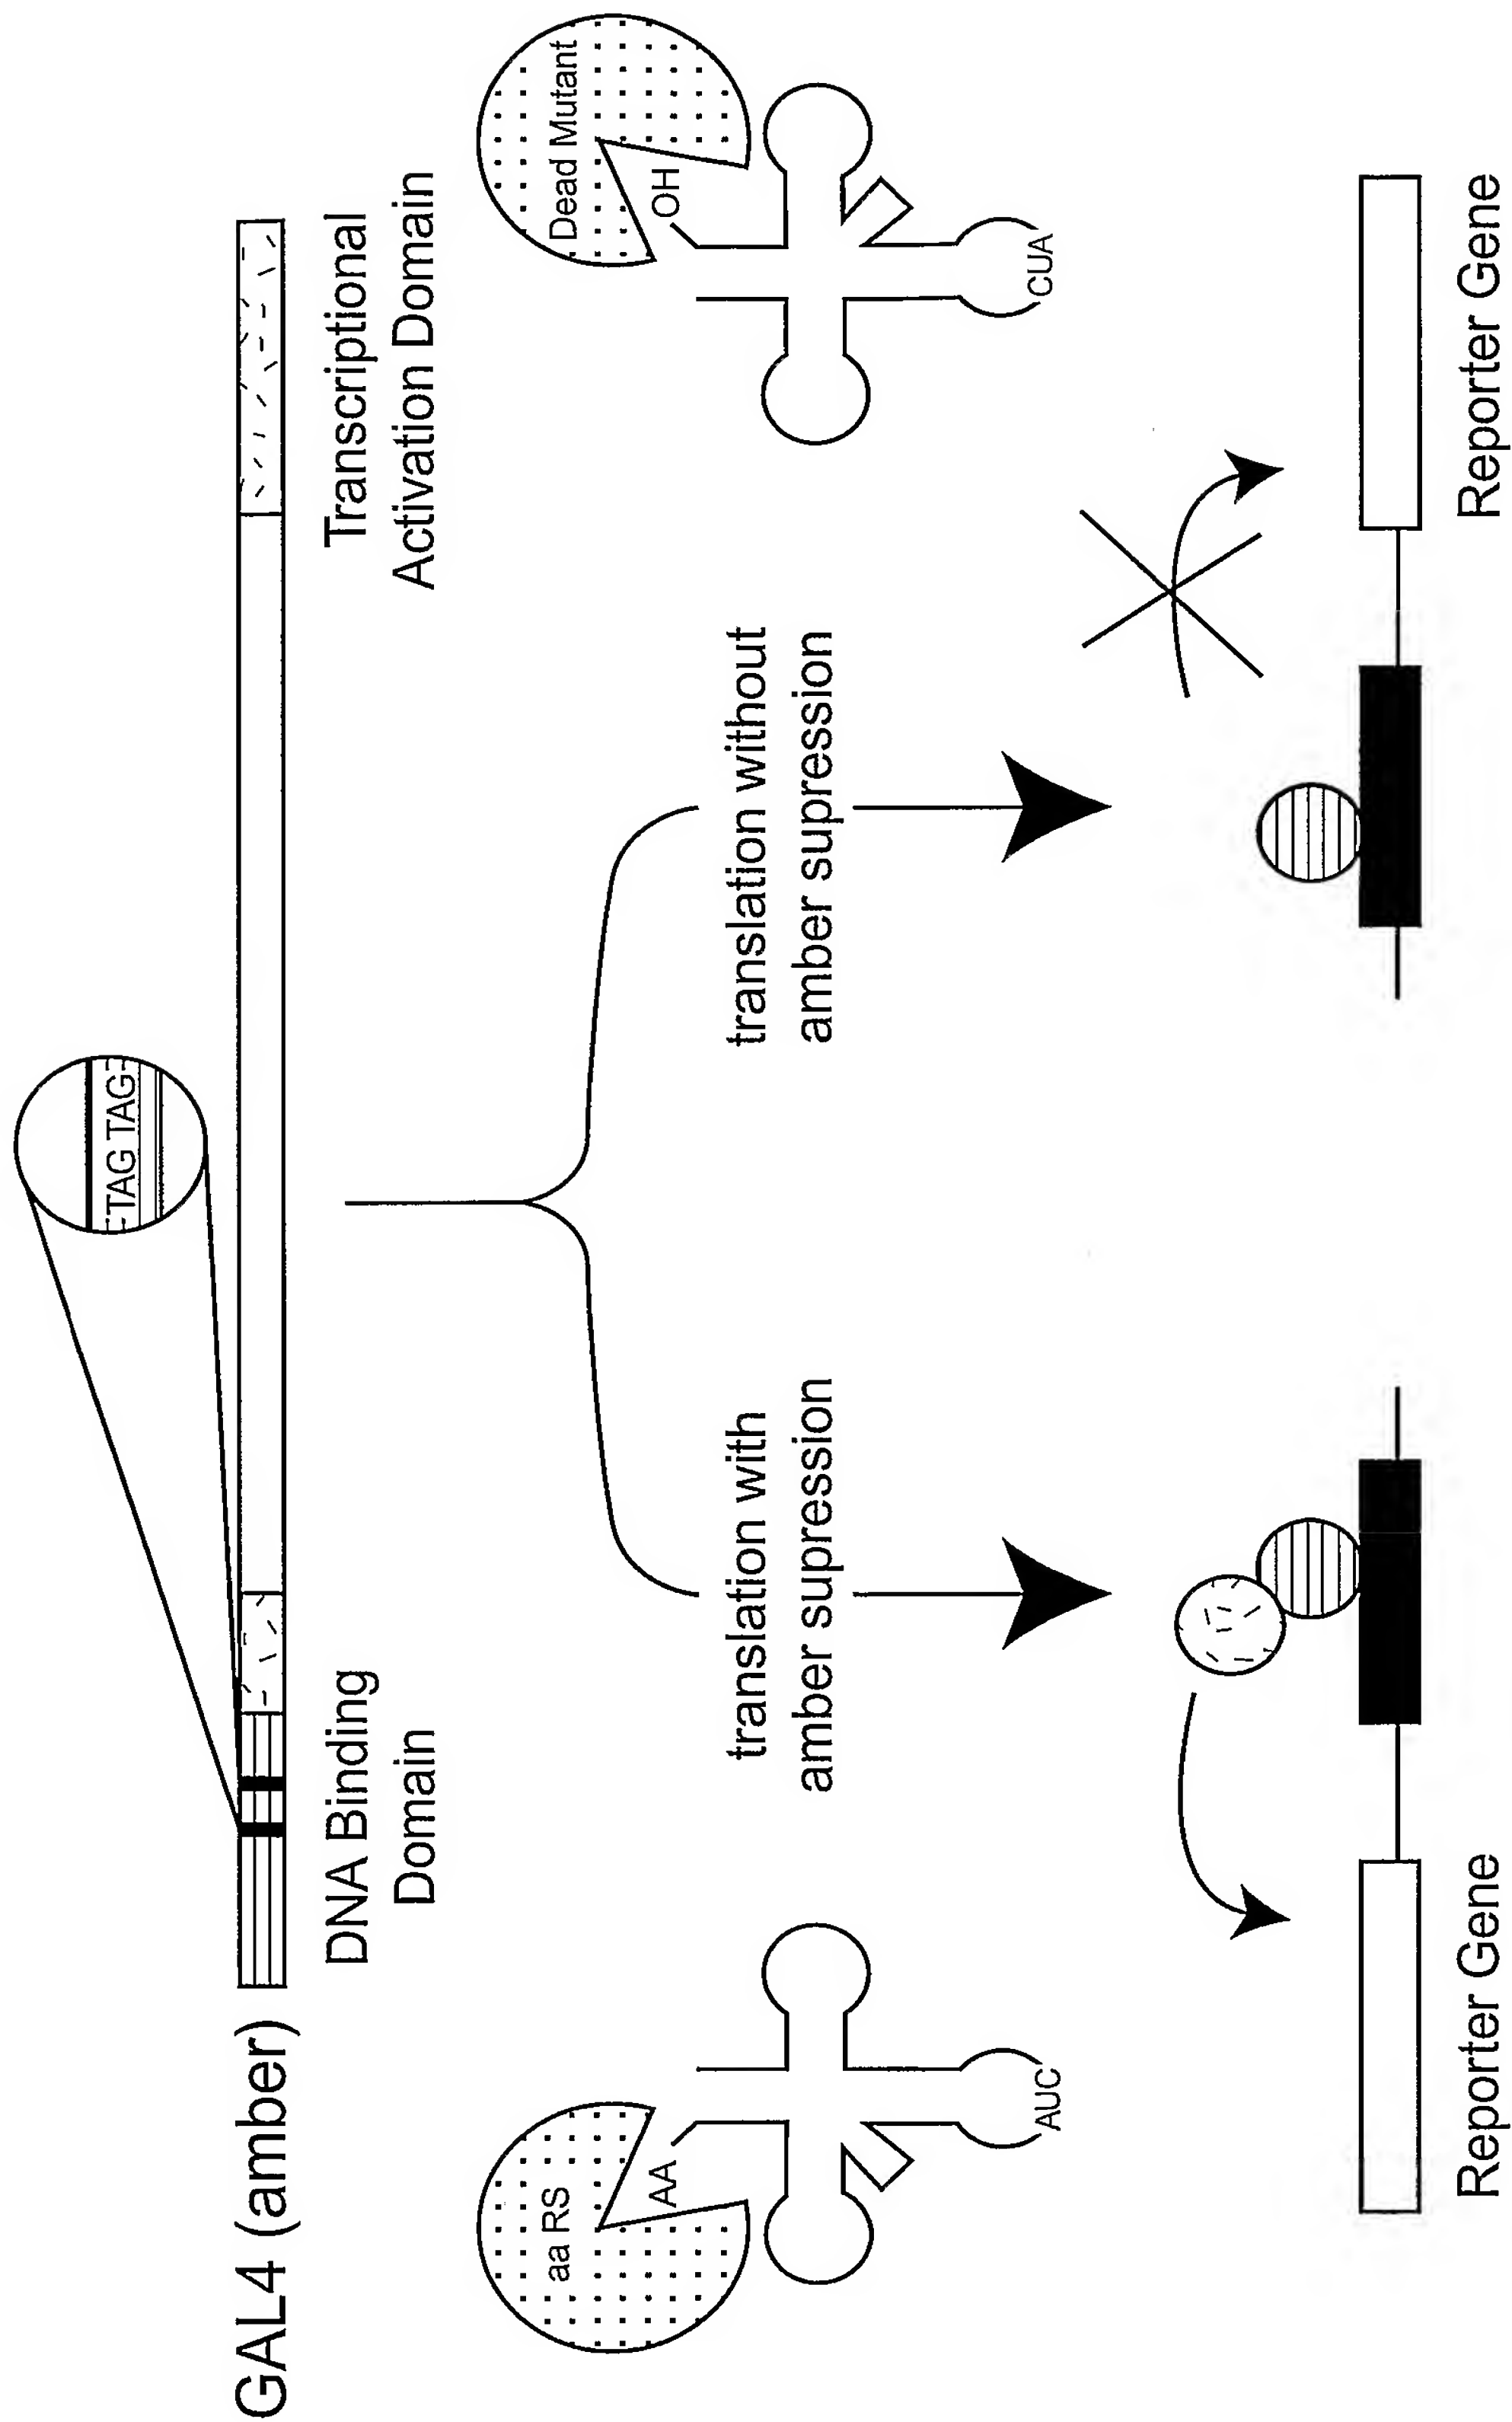 -TAG TAG-
GAL4 (amber)
DNA Binding
Domain
Transcriptional
Activation Domain
aa RS
AA
AUC
Dead Mutant
OH
CUA
translation with
amber supression
translation without
amber supression
Reporter Gene
Reporter Gene